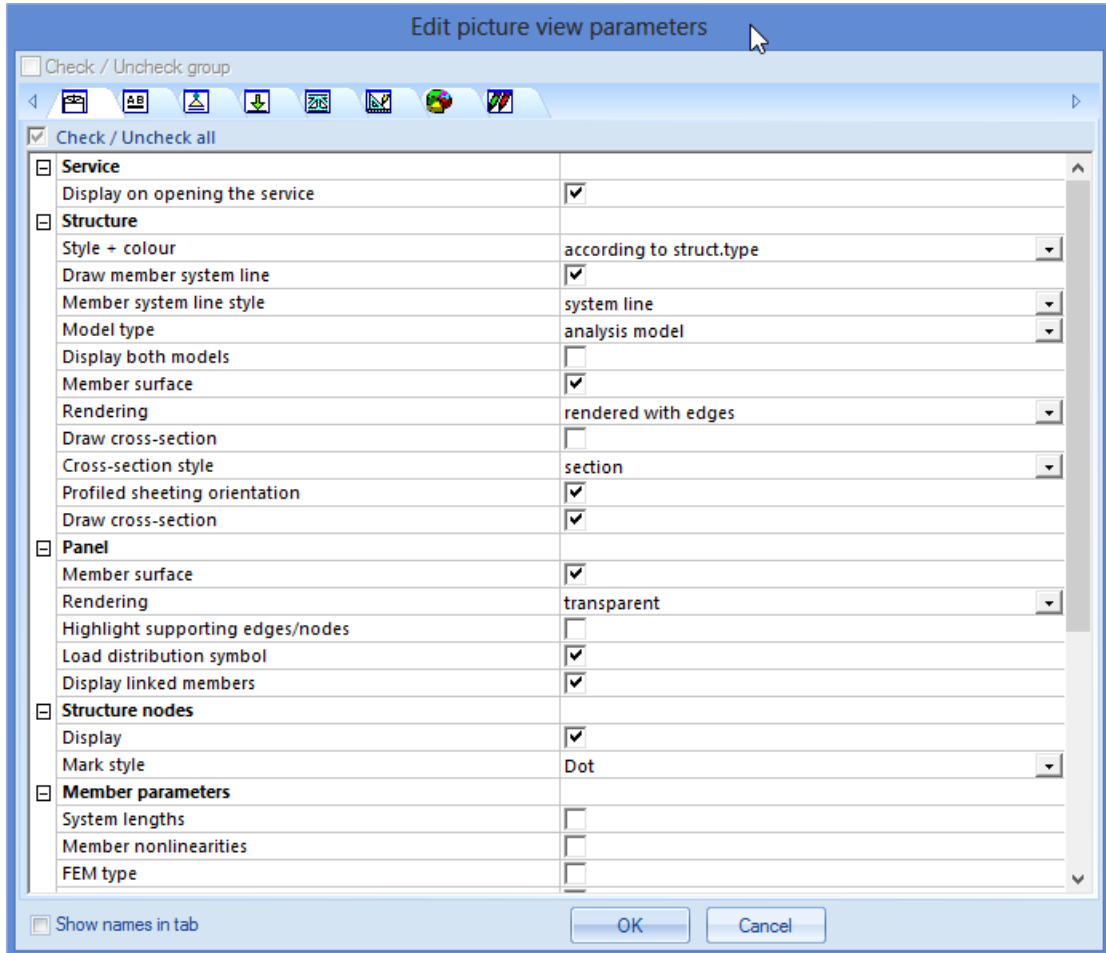 Edit picture view parameters
Check / Uncheck group
AB
Check / Uncheck all
Service
Display on opening the service
Structure
Style + colour according to struct.type
Draw member system line
Member system line style system line
Model type analysis model
Display both models
Member surface
Rendering rendered with edges
Draw cross-section
Cross-section style section
Profiled sheeting orientation
Draw cross-section
Panel
Member surface
Rendering transparent
Highlight supporting edges/nodes
Load distribution symbol
Display linked members
Structure nodes
Display
Mark style Dot
Member parameters
System lengths
Member nonlinearities
FEM type
Show names in tab OK Cancel